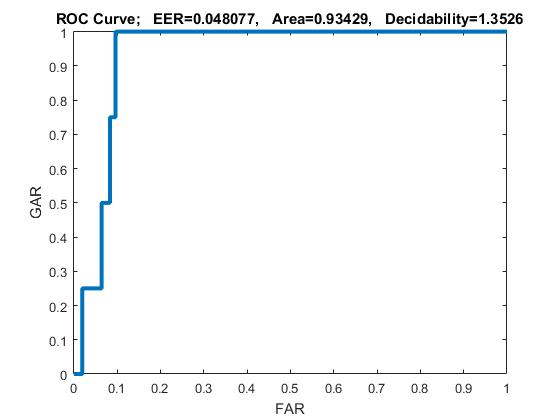 ROC Curve;   EER=0.048077,   Area=0.93429,   Decidability=1.3526
1
0.9
0.8
0.7
0.6
0.5
0.4
0.3
0.2
0.1
0
GAR
0 0.1 0.2 0.3 0.4 0.5 0.6 0.7 0.8 0.9 1
FAR